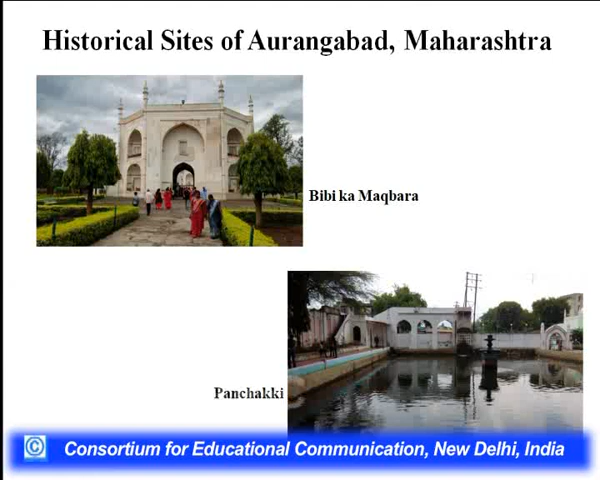 Historical Sites of Aurangabad, Maharashtra
Bibi ka Maqbara
Panchakki
© Consortium for Educational Communication, New Delhi, India